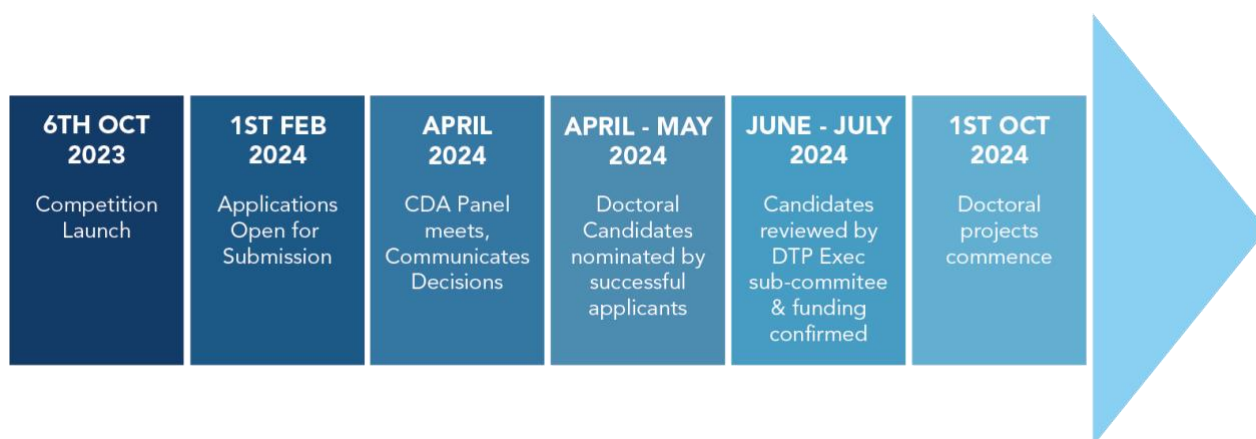 6TH OCT
2023
Competition
Launch
1ST FEB
2024
Applications
Open for
Submission
APRIL
2024
CDA Panel
meets,
Communicates
Decisions
APRIL - MAY
2024
Doctoral
Candidates
nominated by
successful
applicants
JUNE - JULY
2024
Candidates
reviewed by
DTP Exec
sub-commitee
& funding
confirmed
1ST OCT
2024
Doctoral
projects
commence